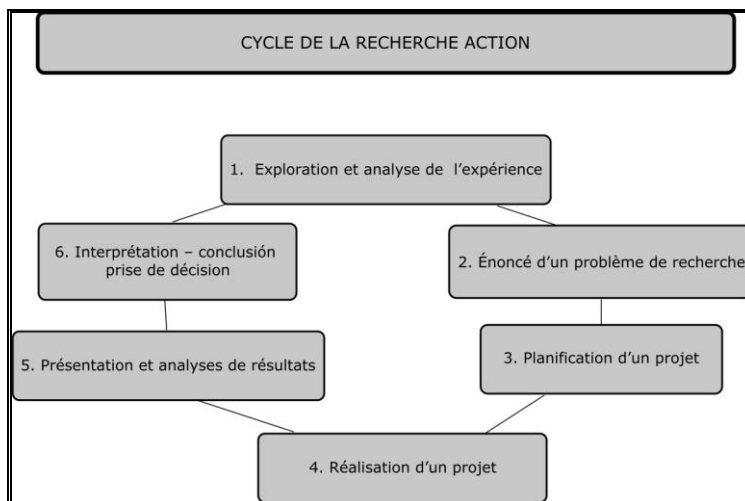 CYCLE DE LA RECHERCHE ACTION
1. Exploration et analyse de l’expérience
6. Interprétation – conclusión
prise de décision
2. Énoncé d’un problème de recherche
5. Présentation et analyses de résultats
3. Planification d’un projet
4. Réalisation d’un projet